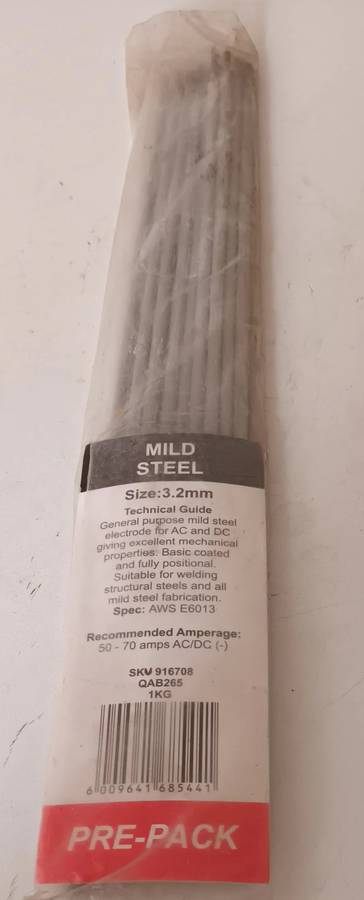 MILD
STEEL
Size:3.2mm
Technical Guide
General purpose mild steel
electrode for AC and DC
giving excellent mechanical
properties. Basic coated
and fully positional.
Suitable for welding
structural steels and all
mild steel fabrication.
Spec: AWS E6013
Recommended Amperage:
50 - 70 amps AC/DC (-)
SKU 916708
QAB265
1KG
6 009641 685441
PRE-PACK